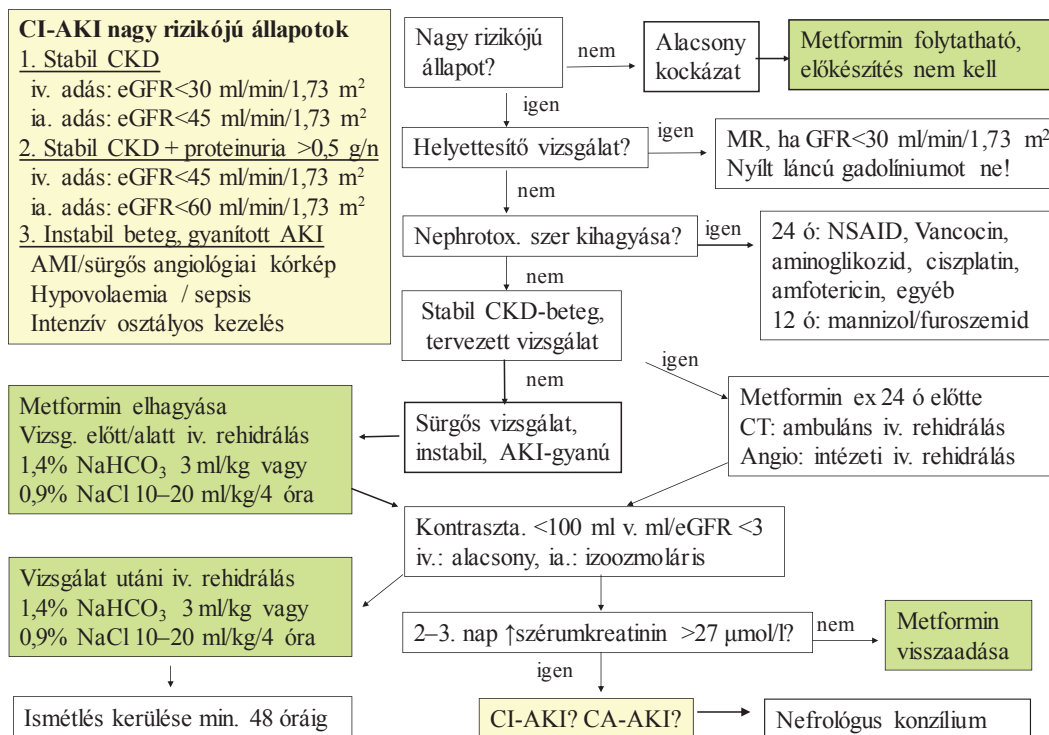 CI-AKI nagy rizikójú állapotok
1. Stabil CKD
iv. adás: eGFR<30 ml/min/1,73 m²
ia. adás: eGFR<45 ml/min/1,73 m²
2. Stabil CKD + proteinuria >0,5 g/n
iv. adás: eGFR<45 ml/min/1,73 m²
ia. adás: eGFR<60 ml/min/1,73 m²
3. Instabil beteg, gyanított AKI
AMI/sürgős angiológiai kórkép
Hypovolaemia / sepsis
Intenzív osztályos kezelés
Nagy rizikójú
állapot?
nem
Alacsony
kockázat
Metformin folytatható,
előkészítés nem kell
igen
Helyettesítő vizsgálat?
igen
MR, ha GFR<30 ml/min/1,73 m²
Nyílt láncú gadolíniumot ne!
nem
Nephrotox. szer kihagyása?
igen
24 ó: NSAID, Vancocin,
aminoglikozid, ciszplatin,
amfotericin, egyéb
12 ó: mannizol/furoszemid
nem
Stabil CKD-beteg,
tervezett vizsgálat
igen
nem
Metformin ex 24 ó előtte
CT: ambuláns iv. rehidrálás
Angio: intézeti iv. rehidrálás
Sürgős vizsgálat,
instabil, AKI-gyanú
Metformin elhagyása
Vizsg. előtt/alatt iv. rehidrálás
1,4% NaHCO₃ 3 ml/kg vagy
0,9% NaCl 10–20 ml/kg/4 óra
Kontraszta. <100 ml v. ml/eGFR <3
iv.: alacsony, ia.: izoozmoláris
Vizsgálat utáni iv. rehidrálás
1,4% NaHCO₃ 3 ml/kg vagy
0,9% NaCl 10–20 ml/kg/4 óra
2–3. nap ↑szérumkreatinin >27 μmol/l?
nem
Metformin
visszaadása
igen
Ismétlés kerülése min. 48 óráig
CI-AKI? CA-AKI?
Nefrológus konzílium